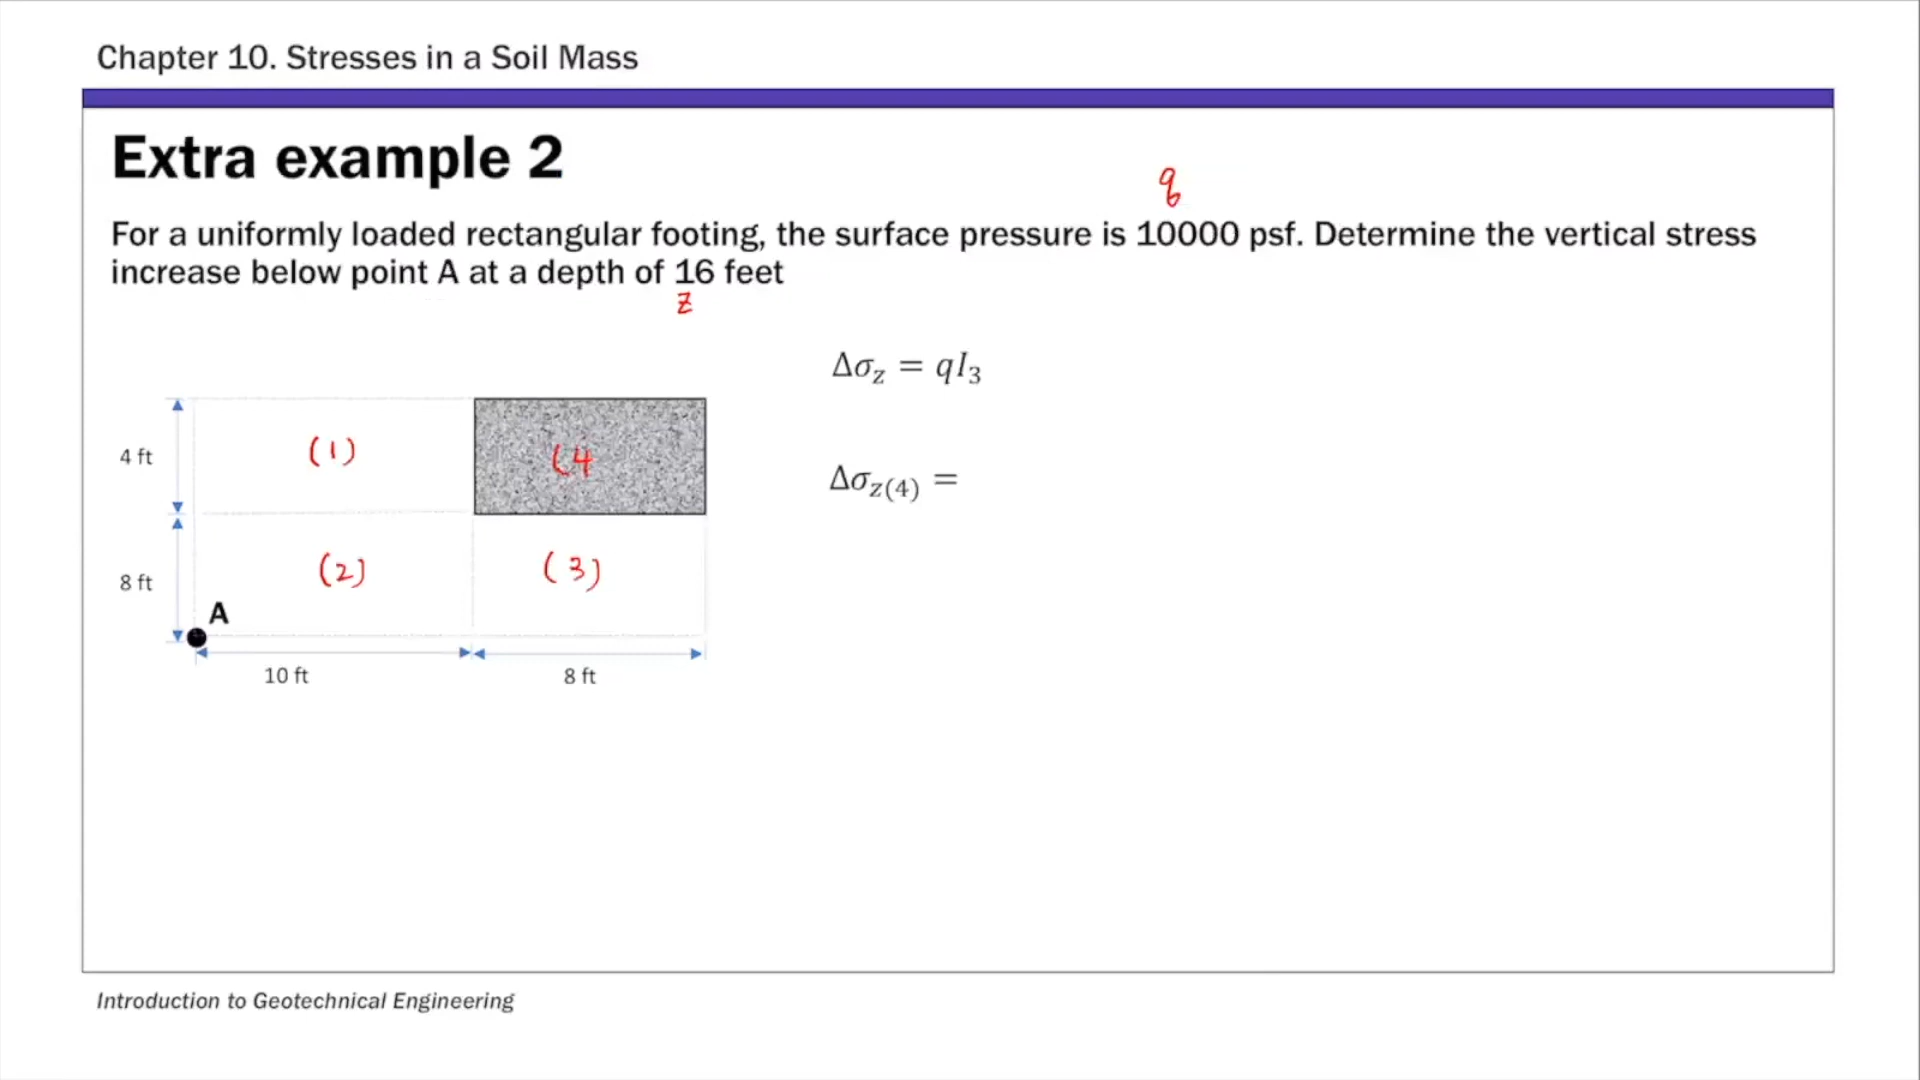 Chapter 10. Stresses in a Soil Mass
Extra example 2
q
For a uniformly loaded rectangular footing, the surface pressure is 10000 psf. Determine the vertical stress
increase below point A at a depth of 16 feet
z
Δσz = qI3
4 ft
(1)
(4
Δσz(4) =
8 ft
(2)
(3)
A
10 ft
8 ft
Introduction to Geotechnical Engineering